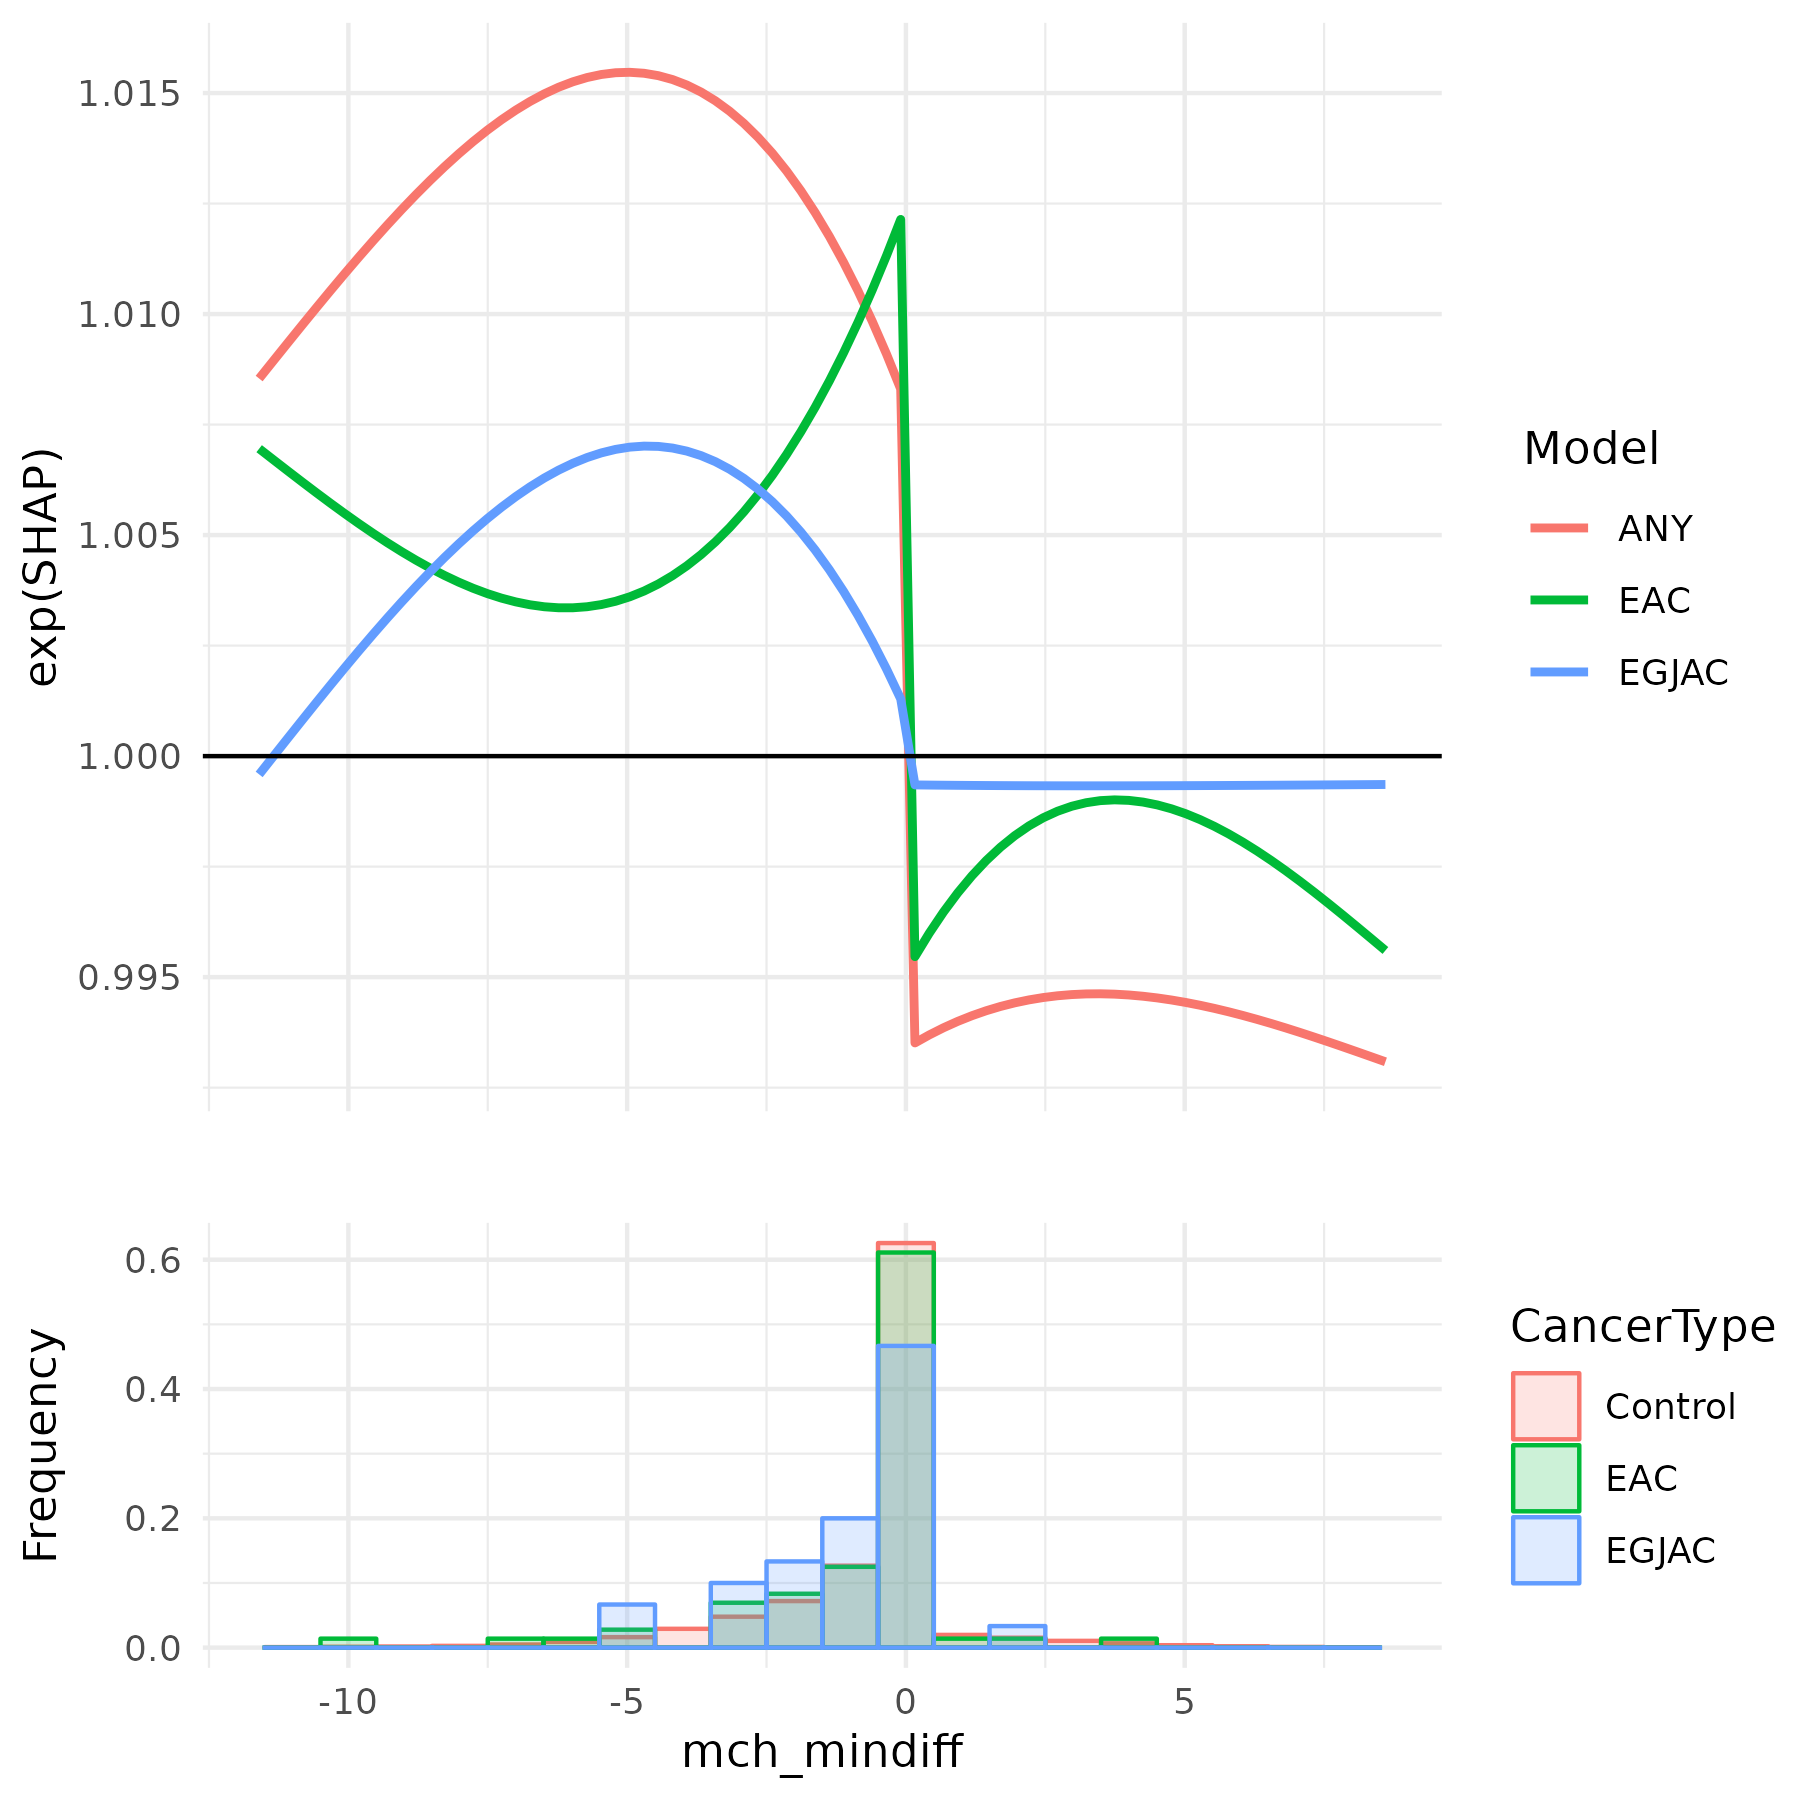 1.015
1.010
1.005
1.000
0.995
exp(SHAP)
Model
ANY
EAC
EGJAC
0.6
0.4
0.2
0.0
Frequency
-10
-5
0
5
mch_mindiff
CancerType
Control
EAC
EGJAC